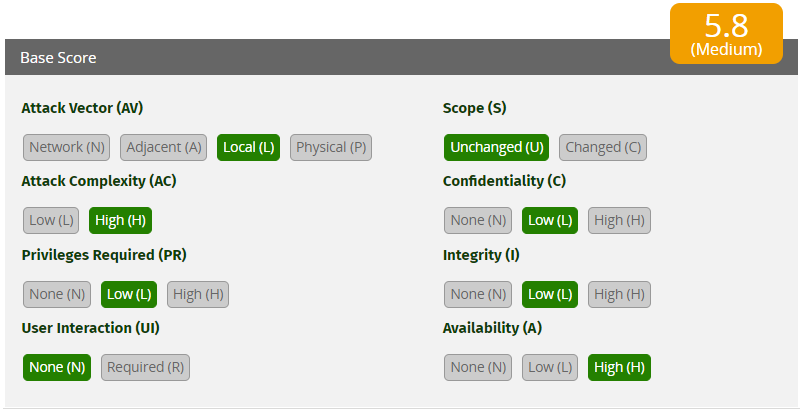 5.8
(Medium)
Base Score
Attack Vector (AV)
Network (N) Adjacent (A) Local (L) Physical (P)
Attack Complexity (AC)
Low (L) High (H)
Privileges Required (PR)
None (N) Low (L) High (H)
User Interaction (UI)
None (N) Required (R)
Scope (S)
Unchanged (U) Changed (C)
Confidentiality (C)
None (N) Low (L) High (H)
Integrity (I)
None (N) Low (L) High (H)
Availability (A)
None (N) Low (L) High (H)